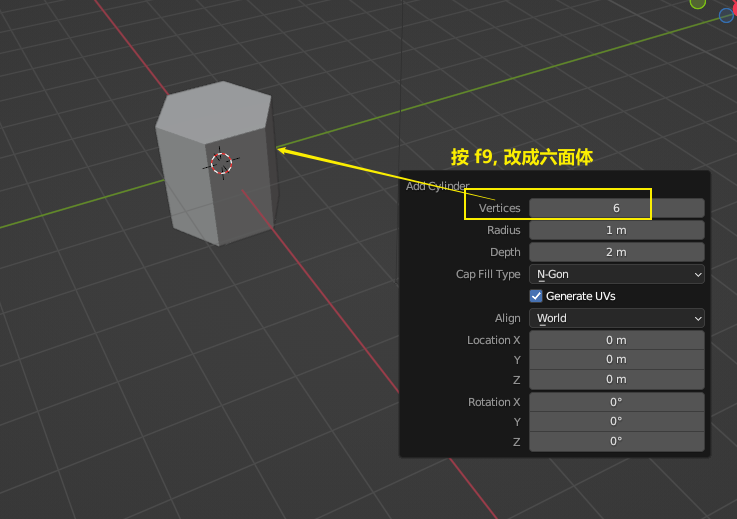 按 f9, 改成六面体
Add Cylinder
Vertices 6
Radius 1 m
Depth 2 m
Cap Fill Type N-Gon
Generate UVs
Align World
Location X 0 m
Y 0 m
Z 0 m
Rotation X 0°
Y 0°
Z 0°